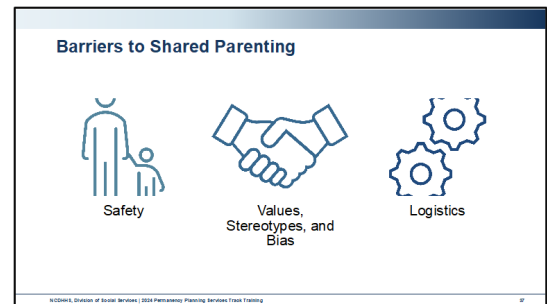 Barriers to Shared Parenting
Safety
Values,
Stereotypes, and
Bias
Logistics
NCDHHS, Division of Social Services | 2024 Permanency Planning Services Track Training
37